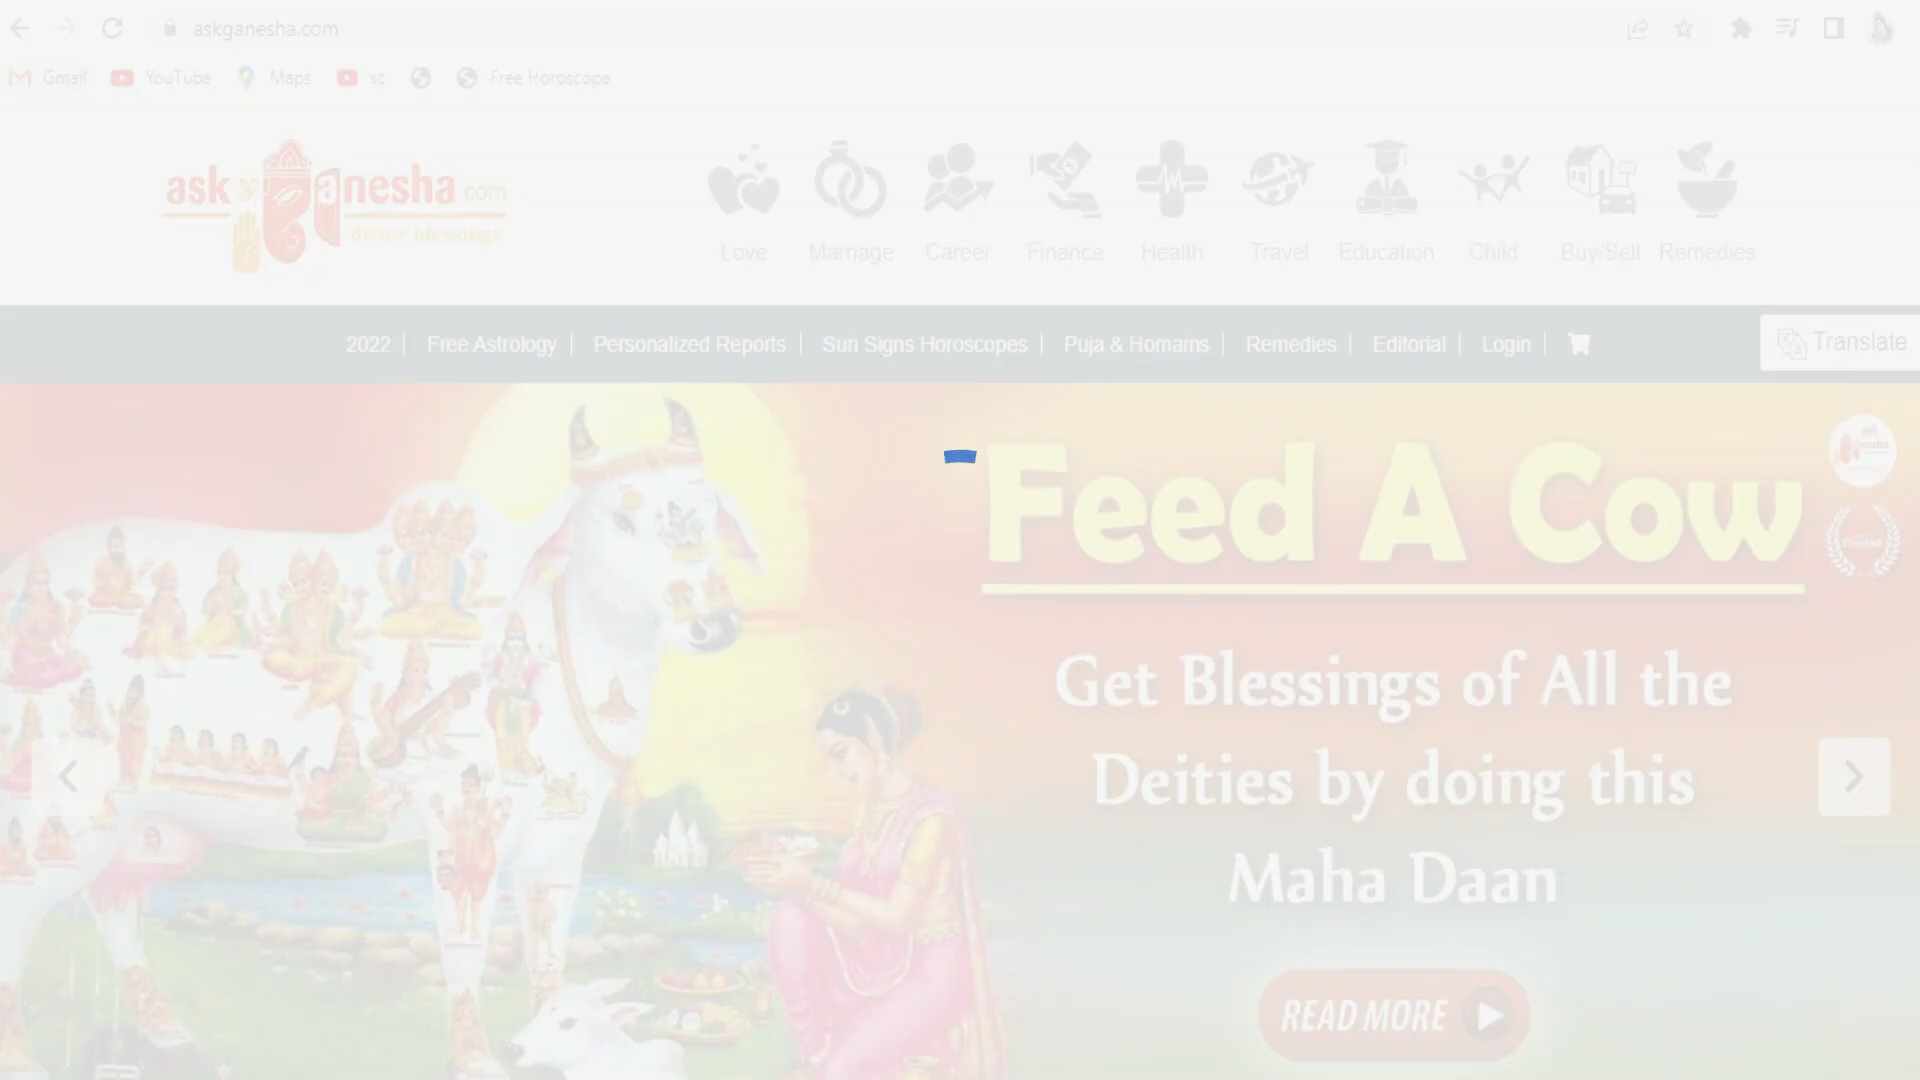 askganesha.com
Gmail YouTube Maps sc Free Horoscope
ask Ganesha com
divine blessings
Love Marriage Career Finance Health Travel Education Child Buy/Sell Remedies
2022 Free Astrology Personalized Reports Sun Signs Horoscopes Puja & Homams Remedies Editorial Login
Translate
Feed A Cow
Trusted
Get Blessings of All the
Deities by doing this
Maha Daan
READ MORE